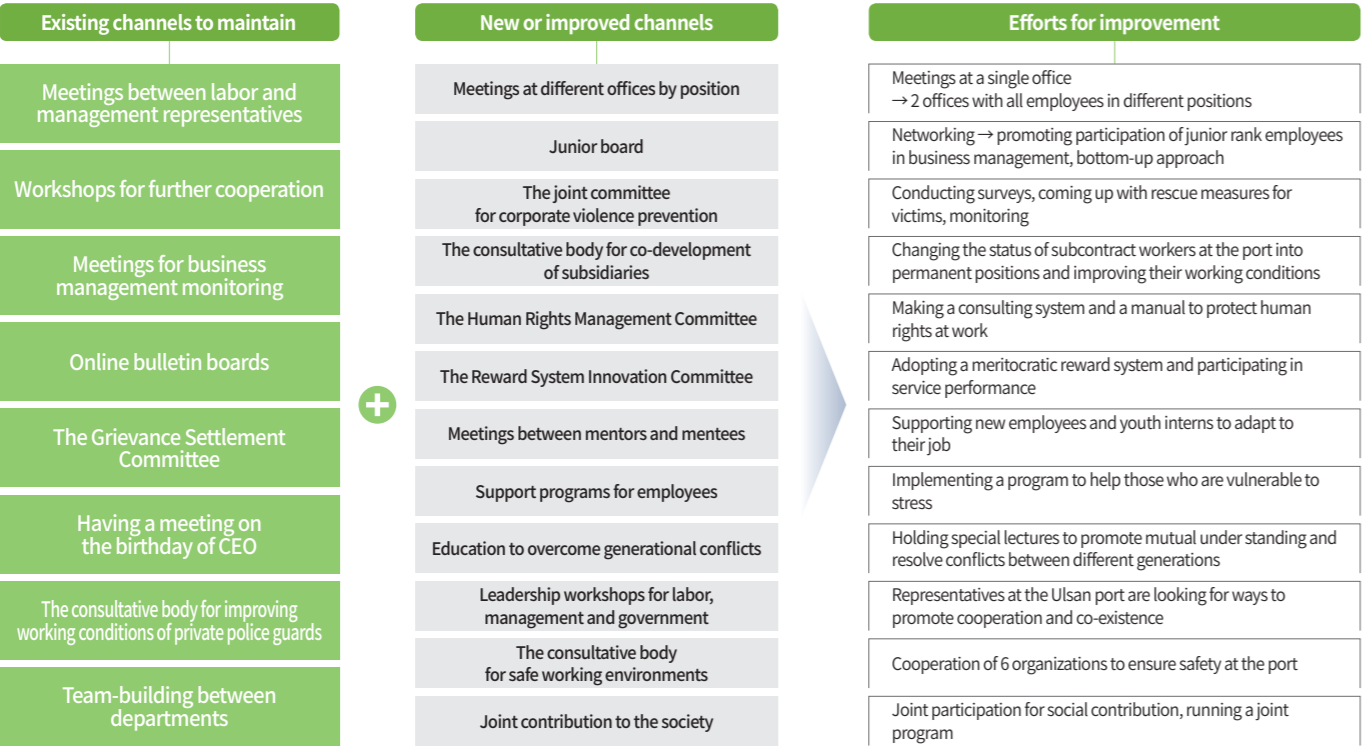 Existing channels to maintain
Meetings between labor and
management representatives
Workshops for further cooperation
Meetings for business
management monitoring
Online bulletin boards
The Grievance Settlement
Committee
Having a meeting on
the birthday of CEO
The consultative body for improving
working conditions of private police guards
Team-building between
departments
New or improved channels
Meetings at different offices by position
Junior board
The joint committee
for corporate violence prevention
The consultative body for co-development
of subsidiaries
The Human Rights Management Committee
The Reward System Innovation Committee
Meetings between mentors and mentees
Support programs for employees
Education to overcome generational conflicts
Leadership workshops for labor,
management and government
The consultative body
for safe working environments
Joint contribution to the society
Efforts for improvement
Meetings at a single office
→ 2 offices with all employees in different positions
Networking → promoting participation of junior rank employees
in business management, bottom-up approach
Conducting surveys, coming up with rescue measures for
victims, monitoring
Changing the status of subcontract workers at the port into
permanent positions and improving their working conditions
Making a consulting system and a manual to protect human
rights at work
Adopting a meritocratic reward system and participating in
service performance
Supporting new employees and youth interns to adapt to
their job
Implementing a program to help those who are vulnerable to
stress
Holding special lectures to promote mutual under standing and
resolve conflicts between different generations
Representatives at the Ulsan port are looking for ways to
promote cooperation and co-existence
Cooperation of 6 organizations to ensure safety at the port
Joint participation for social contribution, running a joint
program